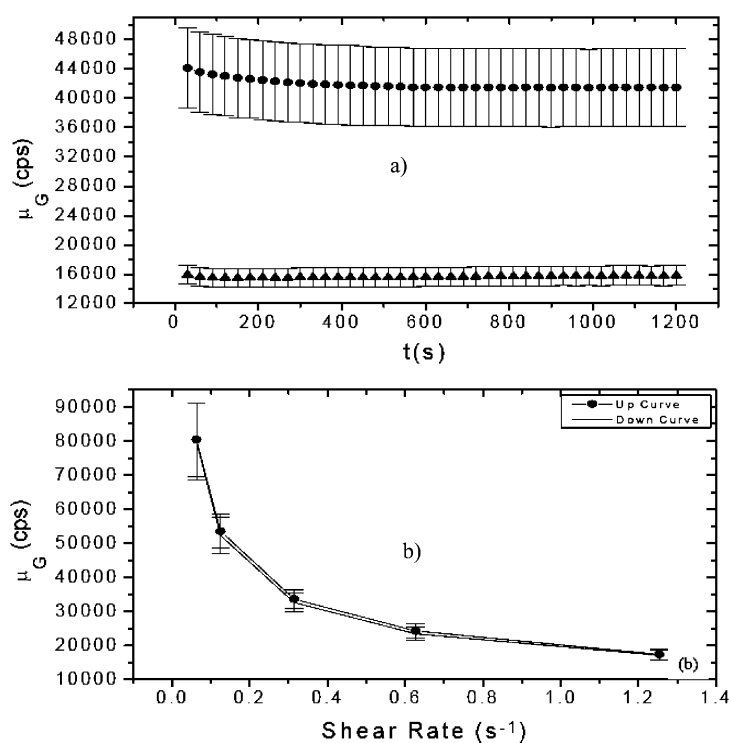 48000
44000
40000
36000
32000
28000
24000
20000
16000
12000
μG (cps)
a)
0 200 400 600 800 1000 1200
t(s)
90000
80000
70000
60000
50000
40000
30000
20000
10000
μG (cps)
Up Curve
Down Curve
b)
(b)
0.0 0.2 0.4 0.6 0.8 1.0 1.2 1.4
Shear Rate (s-1)